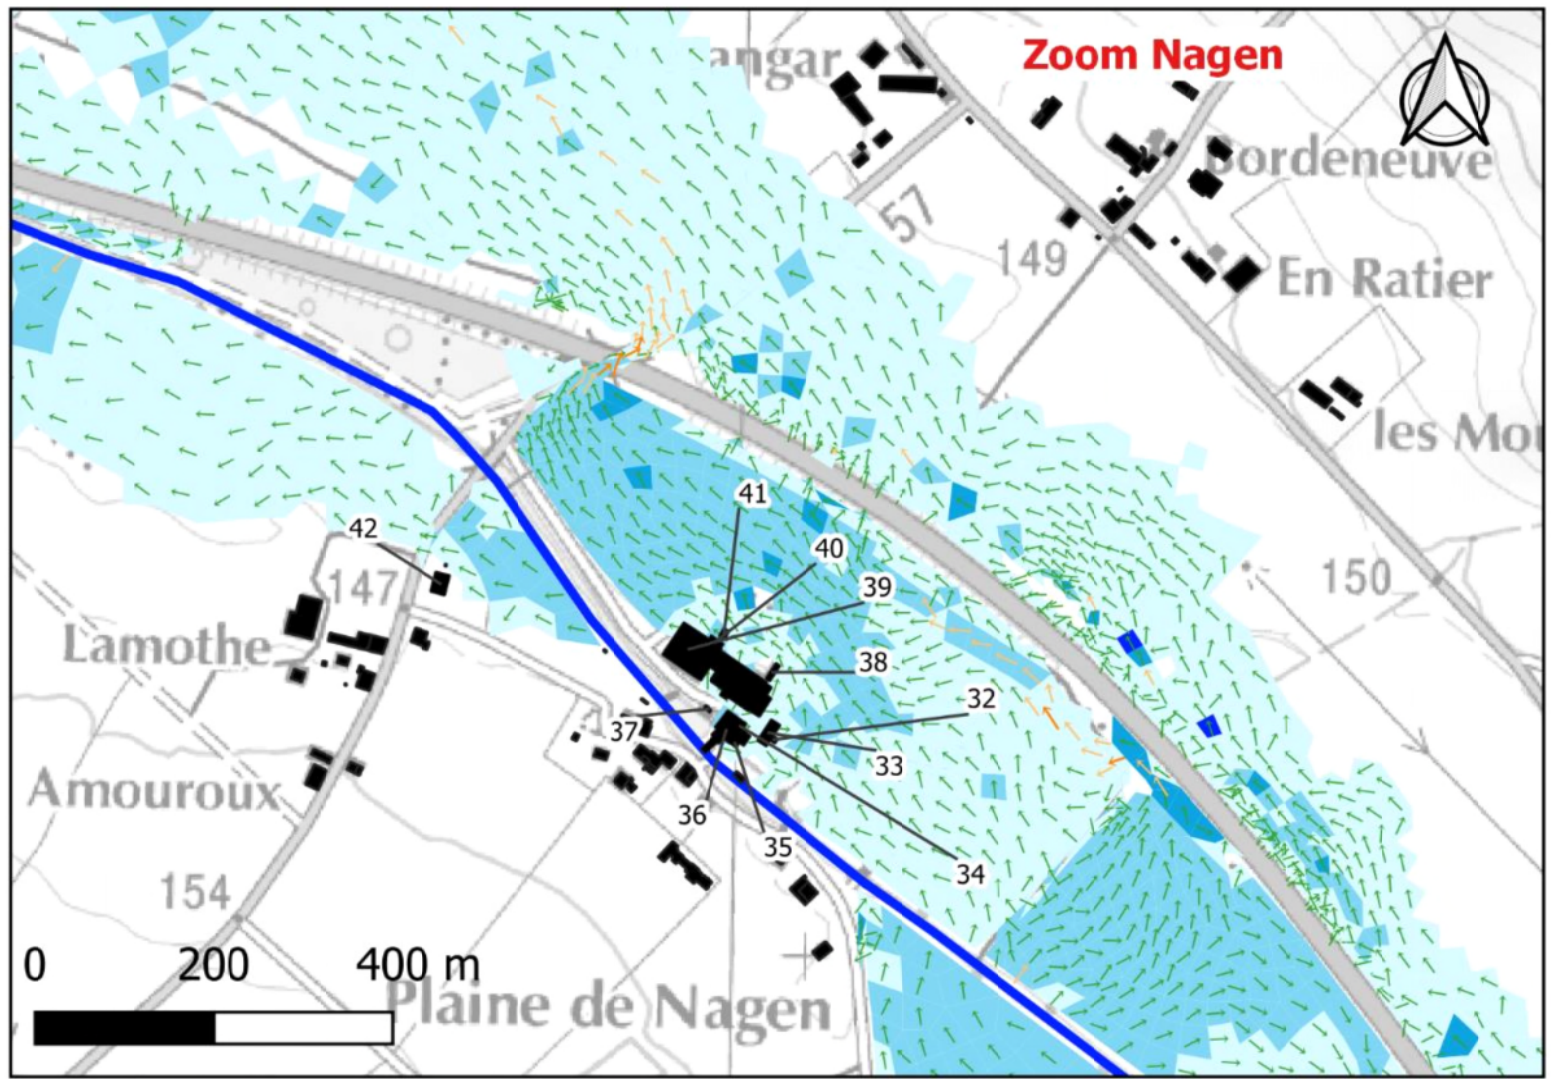 angar
Zoom Nagen
Bordeneuve
57
149
En Ratier
les Mou
41
42
40
39
147
150
Lamothe
38
32
37
33
Amouroux
36
35
34
154
0 200 400 m
Plaine de Nagen